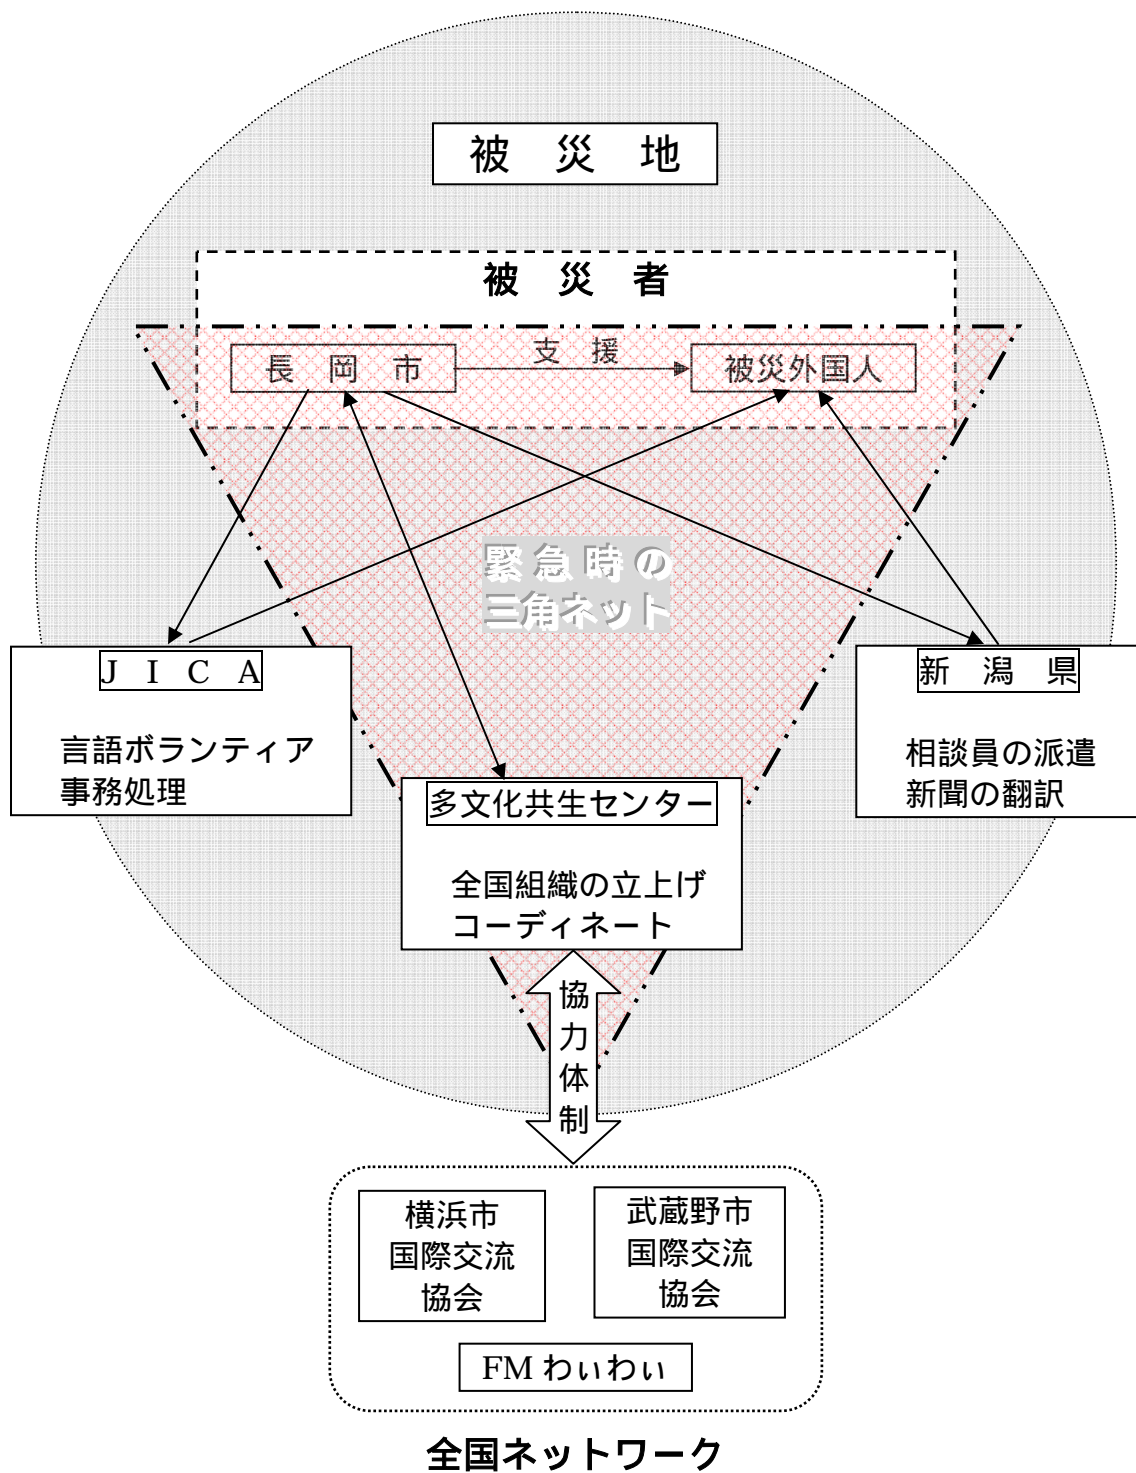 被　災　地
被　災　者
長　岡　市
支　援
被災外国人
緊急時の
三角ネット
J I C A
言語ボランティア
事務処理
新　潟　県
相談員の派遣
新聞の翻訳
多文化共生センター
全国組織の立上げ
コーディネート
協力体制
横浜市
国際交流
協会
武蔵野市
国際交流
協会
FM わぃわぃ
全国ネットワーク